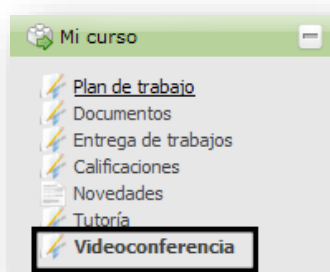 Mi curso
Plan de trabajo
Documentos
Entrega de trabajos
Calificaciones
Novedades
Tutoría
Videoconferencia